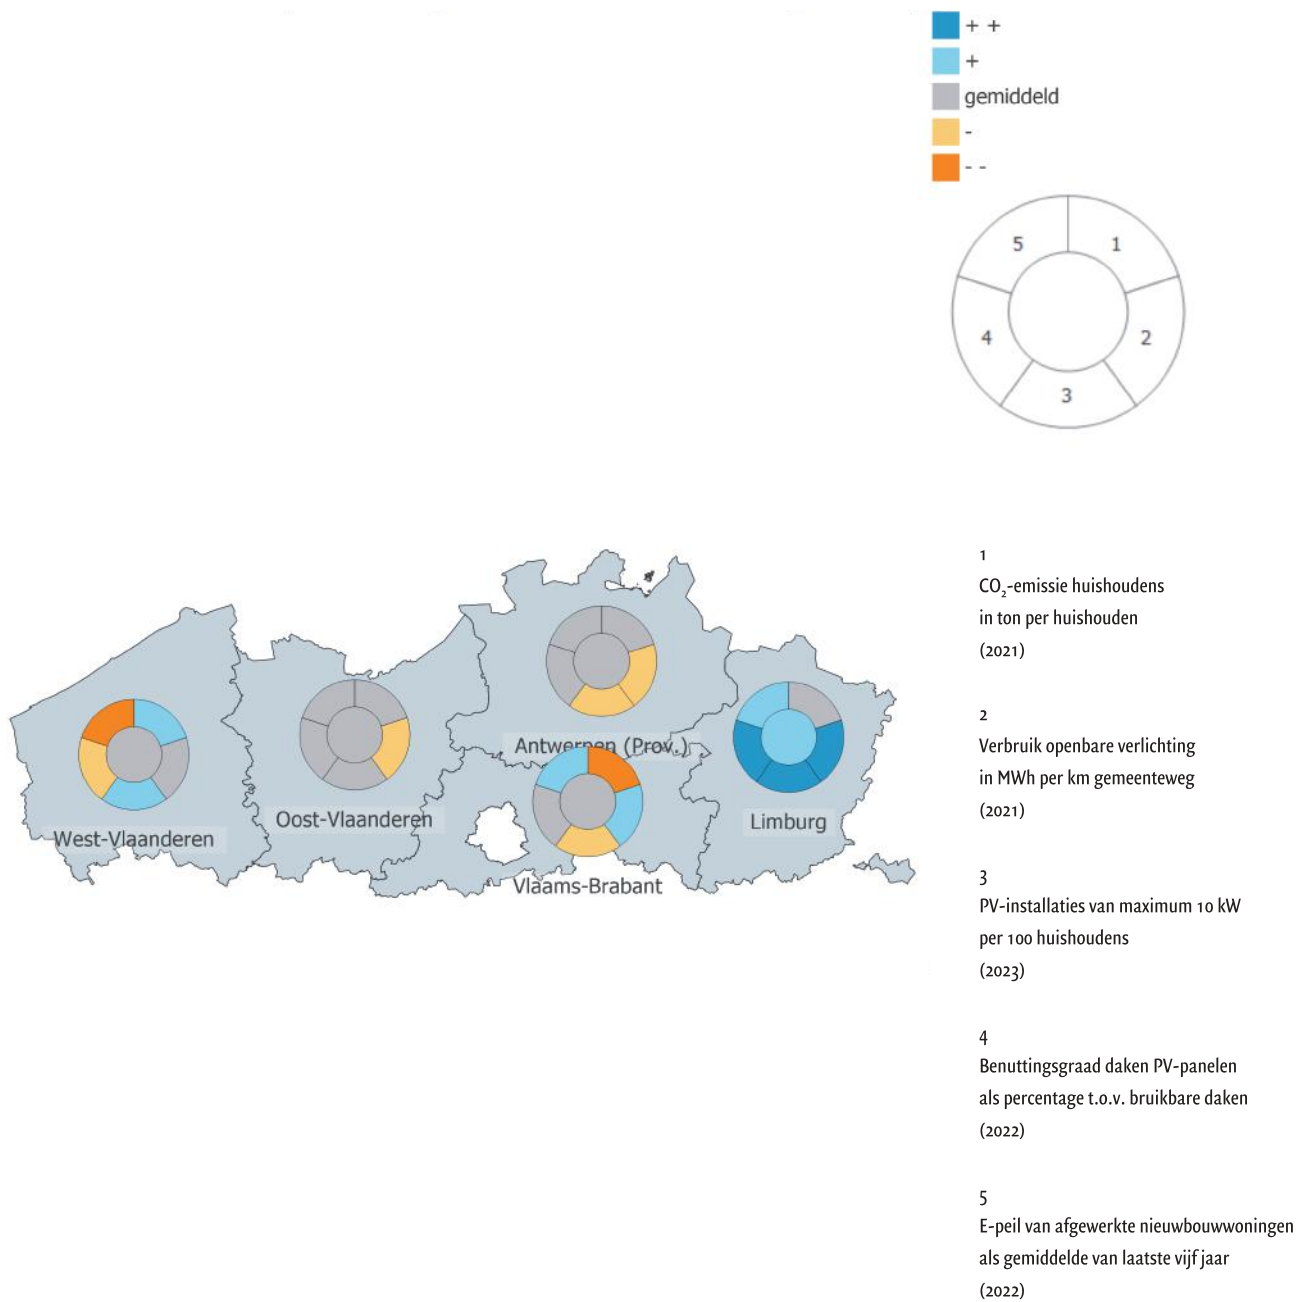 + +
+
gemiddeld
-
- -
5
1
4
2
3
Antwerpen (Prov.)
Oost-Vlaanderen
Limburg
West-Vlaanderen
Vlaams-Brabant
1
CO₂-emissie huishoudens
in ton per huishouden
(2021)
2
Verbruik openbare verlichting
in MWh per km gemeenteweg
(2021)
3
PV-installaties van maximum 10 kW
per 100 huishoudens
(2023)
4
Benuttingsgraad daken PV-panelen
als percentage t.o.v. bruikbare daken
(2022)
5
E-peil van afgewerkte nieuwbouwwoningen
als gemiddelde van laatste vijf jaar
(2022)